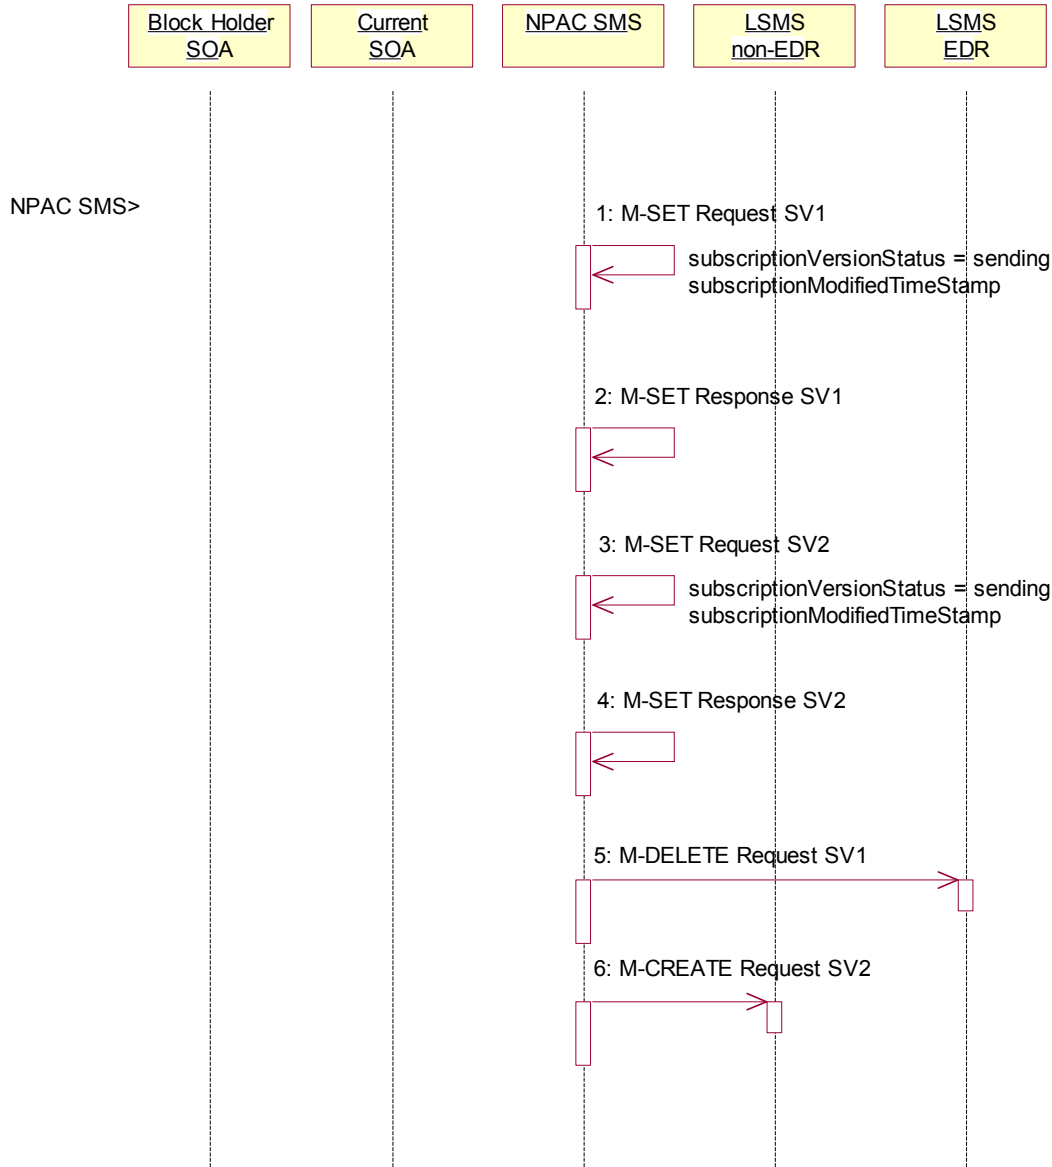 Block Holder
SOA
Current
SOA
NPAC SMS
LSMS
non-EDR
LSMS
EDR
NPAC SMS>
1: M-SET Request SV1
subscriptionVersionStatus = sending
subscriptionModifiedTimeStamp
2: M-SET Response SV1
3: M-SET Request SV2
subscriptionVersionStatus = sending
subscriptionModifiedTimeStamp
4: M-SET Response SV2
5: M-DELETE Request SV1
6: M-CREATE Request SV2